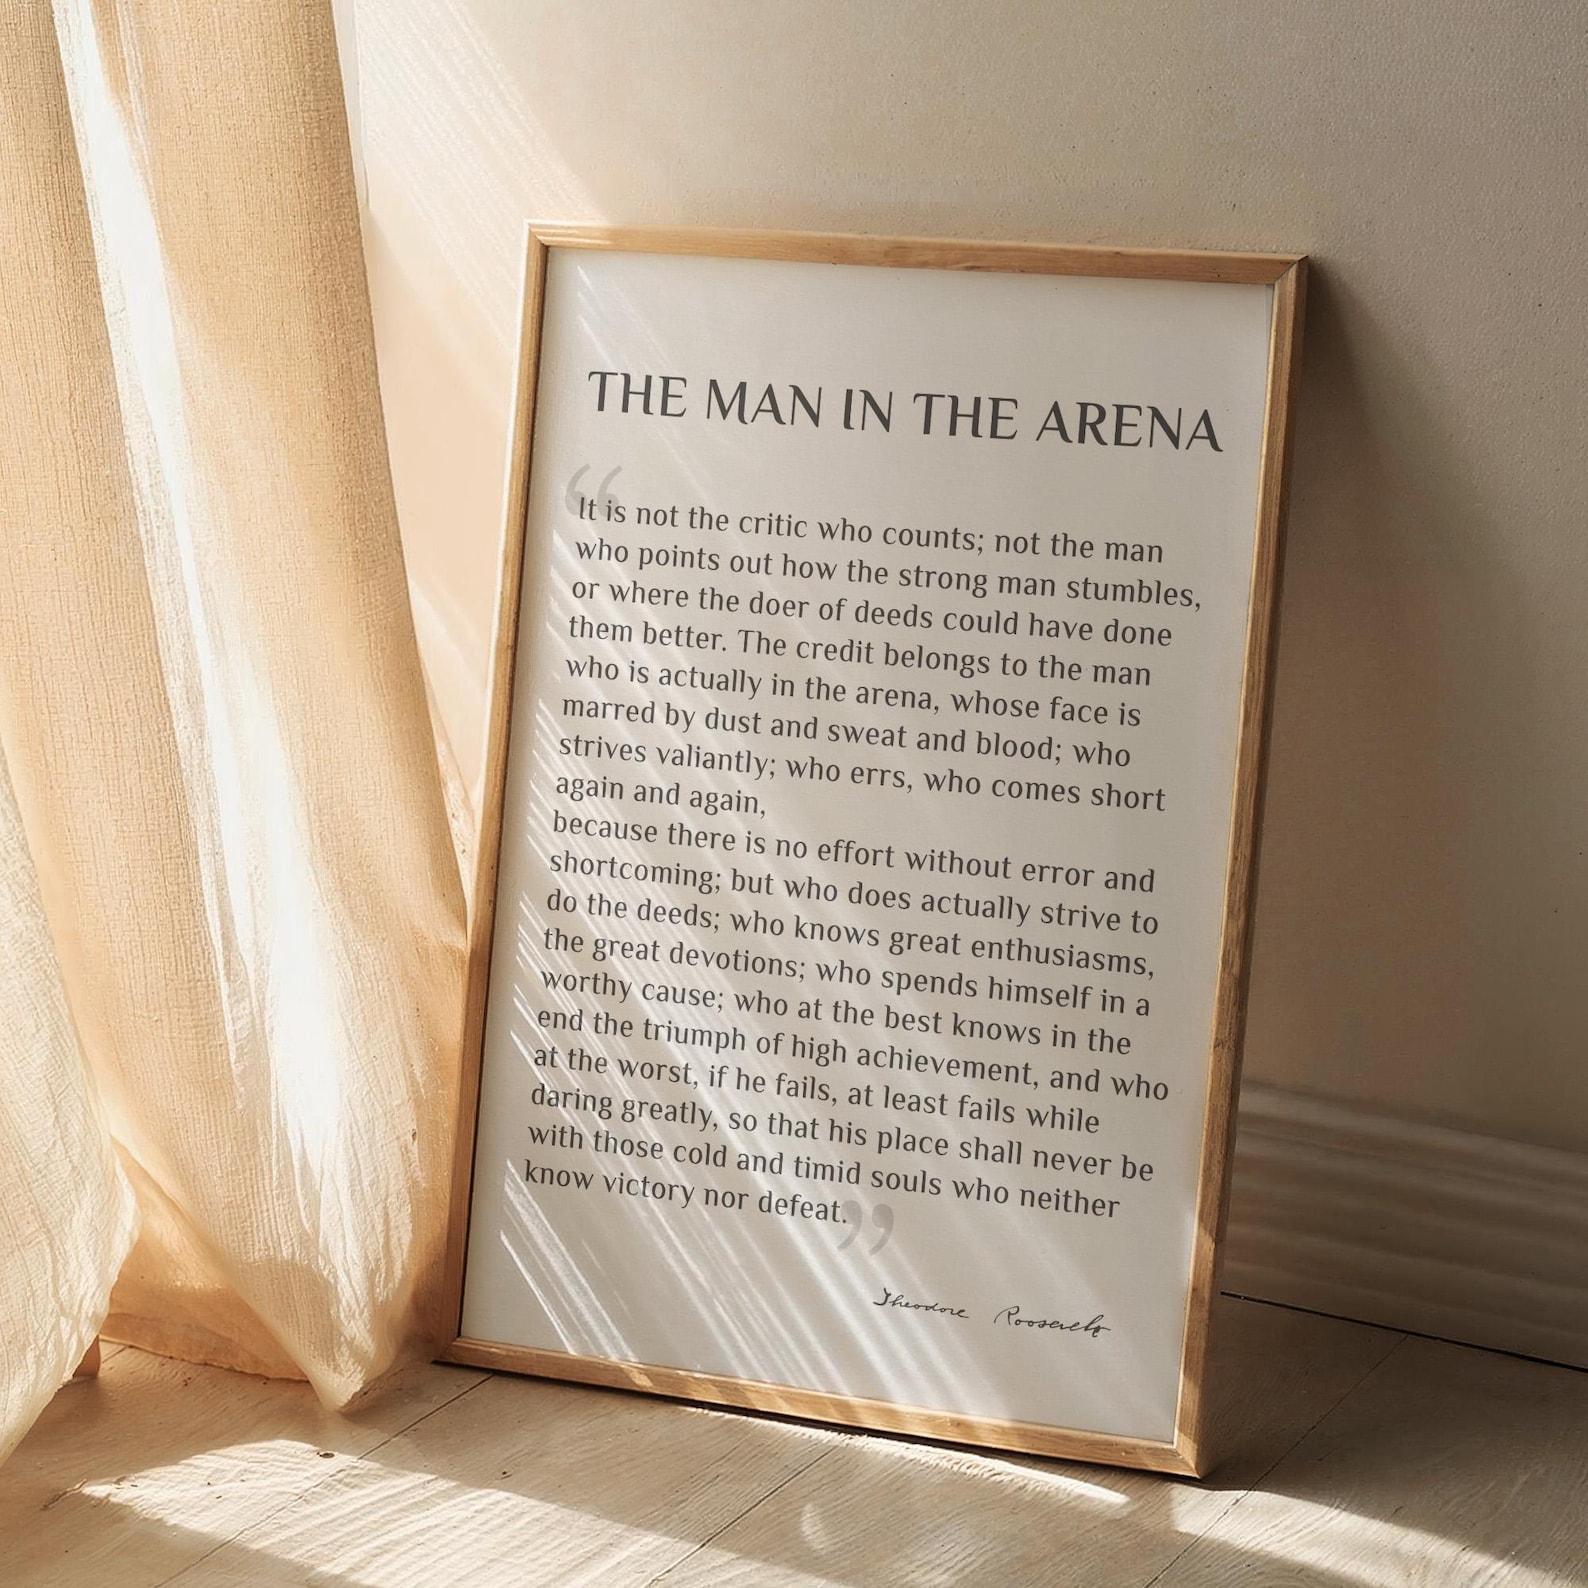 THE MAN IN THE ARENA
“
It is not the critic who counts; not the man
who points out how the strong man stumbles,
or where the doer of deeds could have done
them better. The credit belongs to the man
who is actually in the arena, whose face is
marred by dust and sweat and blood; who
strives valiantly; who errs, who comes short
again and again,
because there is no effort without error and
shortcoming; but who does actually strive to
do the deeds; who knows great enthusiasms,
the great devotions; who spends himself in a
worthy cause; who at the best knows in the
end the triumph of high achievement, and who
at the worst, if he fails, at least fails while
daring greatly, so that his place shall never be
with those cold and timid souls who neither
know victory nor defeat.
”
Theodore Roosevelt